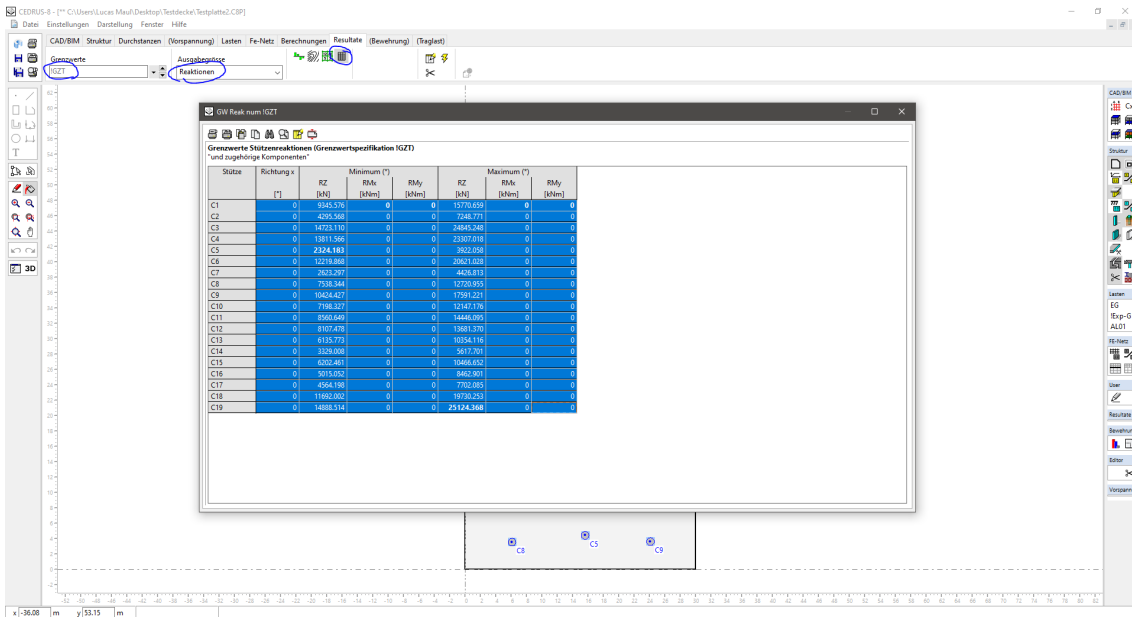 CEDRUS-8 - [** C:\Users\Lucas Maul\Desktop\Testdecke\Testplatte2.C8P]
Datei Einstellungen Darstellung Fenster Hilfe
CAD/BIM Struktur Durchstanzen (Vorspannung) Lasten Fe-Netz Berechnungen Resultate (Bewehrung) (Traglast)
Grenzwerte Ausgabegrösse
!GZT Reaktionen
GW Reak num !GZT
Grenzwerte Stützenreaktionen (Grenzwertspezifikation !GZT)
"und zugehörige Komponenten"
Stütze Richtung x Minimum (*) Maximum (*)
RZ RMx RMy RZ RMx RMy
[°] [kN] [kNm] [kNm] [kN] [kNm] [kNm]
C1 0 9345.576 0 0 15770.659 0 0
C2 0 4295.568 0 0 7248.771 0 0
C3 0 14723.110 0 0 24845.248 0 0
C4 0 13811.566 0 0 23307.018 0 0
C5 0 2324.183 0 0 3922.058 0 0
C6 0 12219.868 0 0 20621.028 0 0
C7 0 2623.297 0 0 4426.813 0 0
C8 0 7538.344 0 0 12720.955 0 0
C9 0 10424.427 0 0 17591.221 0 0
C10 0 7198.327 0 0 12147.176 0 0
C11 0 8560.649 0 0 14446.095 0 0
C12 0 8107.478 0 0 13681.370 0 0
C13 0 6135.773 0 0 10354.116 0 0
C14 0 3329.008 0 0 5617.701 0 0
C15 0 6202.461 0 0 10466.652 0 0
C16 0 5015.052 0 0 8462.901 0 0
C17 0 4564.198 0 0 7702.085 0 0
C18 0 11692.002 0 0 19730.253 0 0
C19 0 14888.514 0 0 25124.368 0 0
C8 C5 C9
T
3D
CAD/BIM
Struktur
Lasten
EG
!Exp-G
AL01
FE-Netz
User
Resultate
Bewehrun
Editor
Vorspann
x -36.08 m y 53.15 m